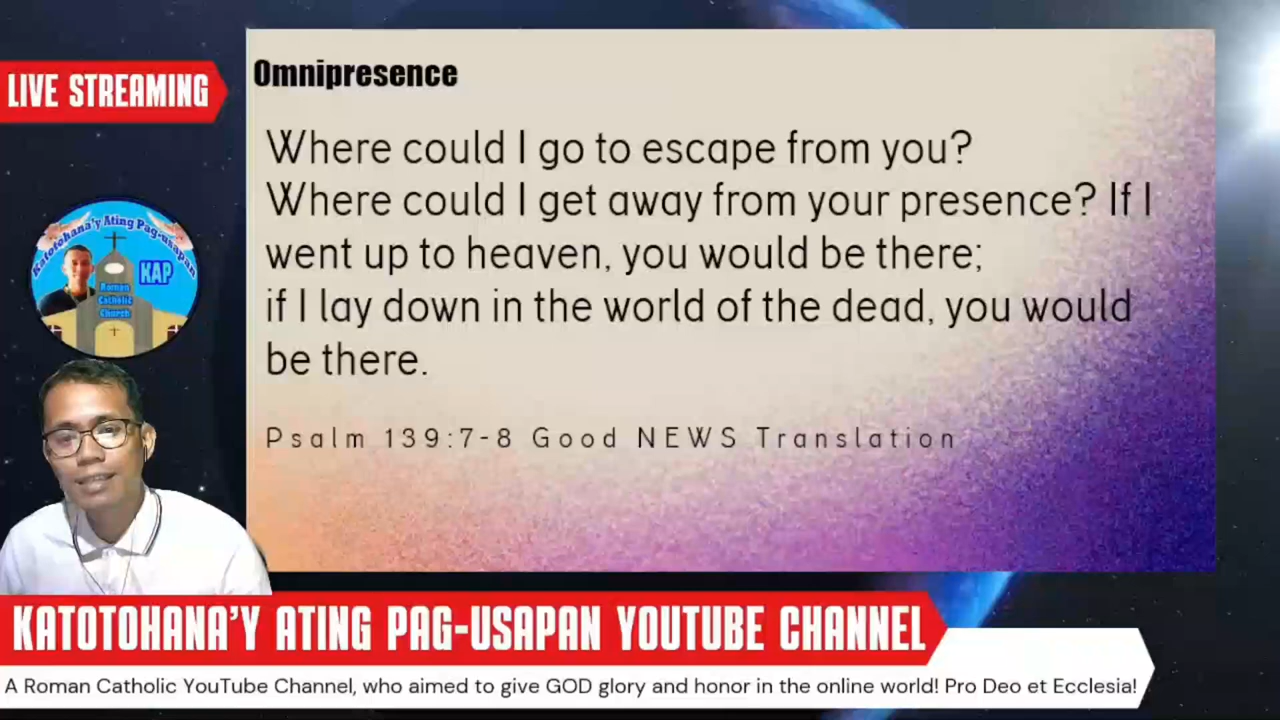 LIVE STREAMING
Omnipresence
Where could I go to escape from you?
Where could I get away from your presence? If I
went up to heaven, you would be there;
if I lay down in the world of the dead, you would
be there.
Psalm 139:7-8 Good NEWS Translation
Katotohana'y Ating Pag-usapan
KAP
Roman
Catholic
Church
KATOTOHANA'Y ATING PAG-USAPAN YOUTUBE CHANNEL
A Roman Catholic YouTube Channel, who aimed to give GOD glory and honor in the online world! Pro Deo et Ecclesia!